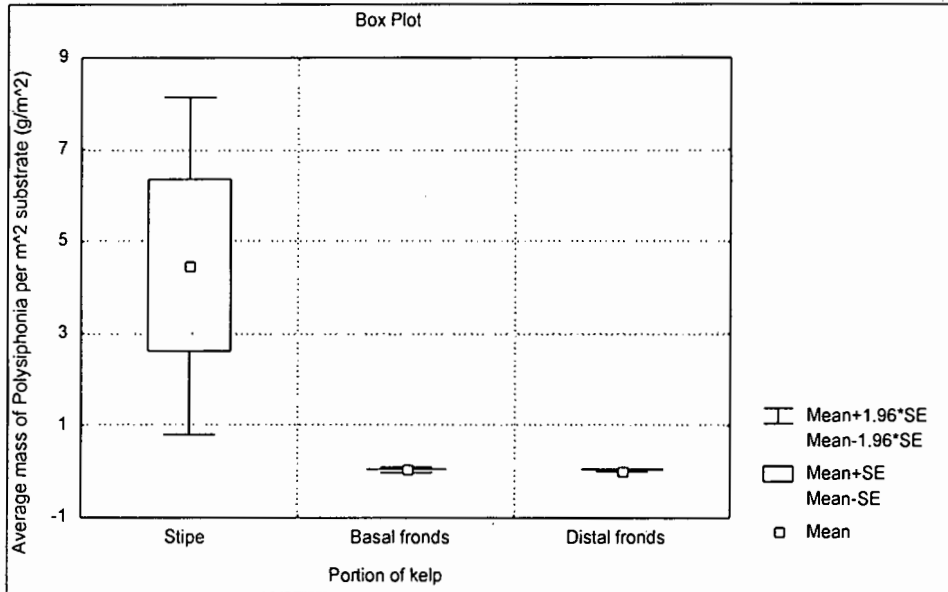 Box Plot
Average mass of Polysiphonia per m^2 substrate (g/m^2)
9
7
5
3
1
-1
Stipe Basal fronds Distal fronds
Portion of kelp
Mean+1.96*SE
Mean-1.96*SE
Mean+SE
Mean-SE
Mean